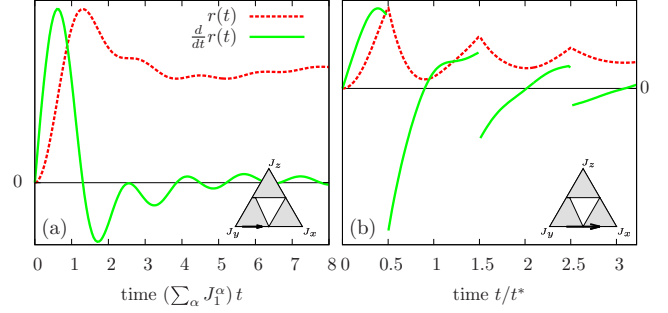 r(t)
d/dt r(t)
0
0
J_z
J_z
(a)
(b)
J_y
J_x
J_y
J_x
0 1 2 3 4 5 6 7 8
0 0.5 1 1.5 2 2.5 3
time (∑_α J_1^α) t
time t/t*